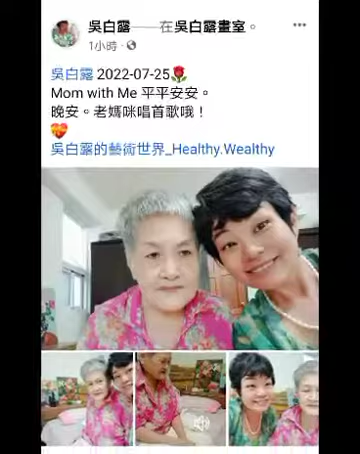 吳白露——在吳白露畫室。
1小時·
吳白露 2022-07-25🌹
Mom with Me 平平安安。
晚安。老媽咪唱首歌哦！
💝
吳白露的藝術世界_Healthy.Wealthy